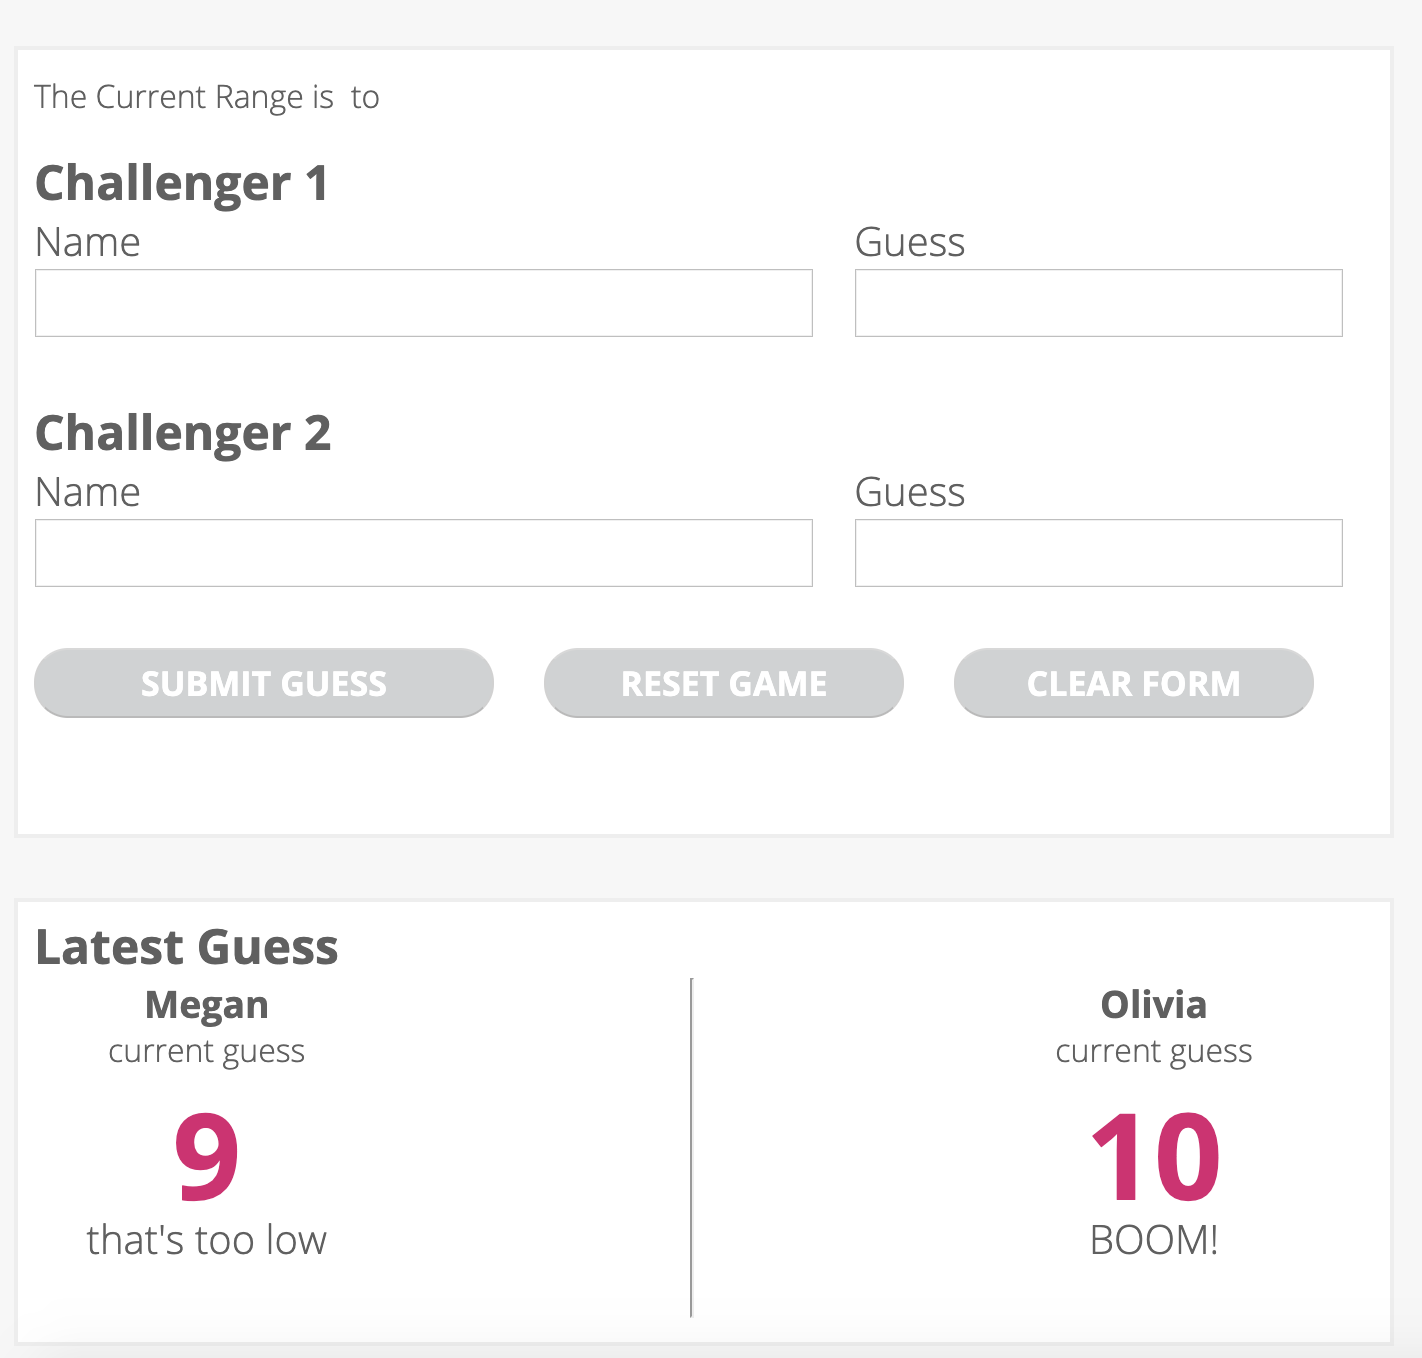 The Current Range is  to
Challenger 1
Name Guess
Challenger 2
Name Guess
SUBMIT GUESS RESET GAME CLEAR FORM
Latest Guess
Megan Olivia
current guess current guess
9 10
that's too low BOOM!